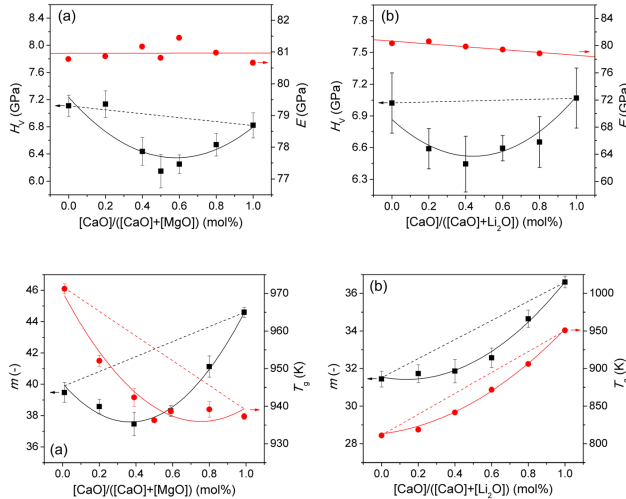 (a)
8.4
8.0
7.6
7.2
6.8
6.4
6.0
H_V (GPa)
82
81
80
79
78
77
E (GPa)
0.0 0.2 0.4 0.6 0.8 1.0
[CaO]/([CaO]+[MgO]) (mol%)
(b)
7.8
7.5
7.2
6.9
6.6
6.3
H_V (GPa)
84
80
76
72
68
64
60
E (GPa)
0.0 0.2 0.4 0.6 0.8 1.0
[CaO]/([CaO]+Li₂O]) (mol%)
46
44
42
40
38
36
m (-)
970
960
950
940
930
T_g (K)
(a)
0.0 0.2 0.4 0.6 0.8 1.0
[CaO]/([CaO]+[MgO]) (mol%)
(b)
36
34
32
30
28
m (-)
1000
950
900
850
800
(K)
0.0 0.2 0.4 0.6 0.8 1.0
[CaO]/([CaO]+[Li₂O]) (mol%)